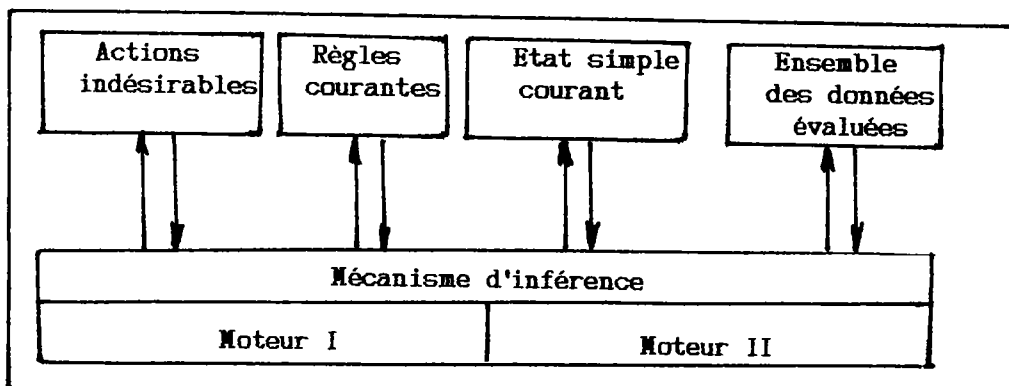 Actions
indésirables
Règles
courantes
Etat simple
courant
Ensemble
des données
évaluées
Mécanisme d'inférence
Moteur I
Moteur II